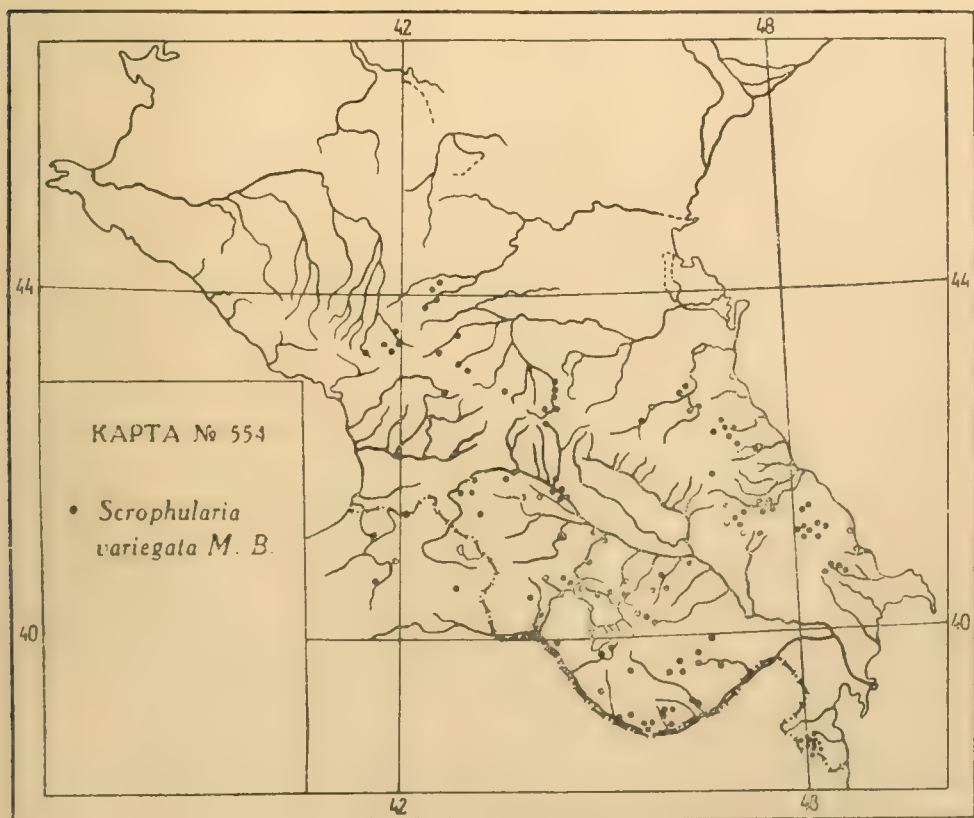 42 48
44 44
КАРТА № 554
• Scrophularia
variegata M. B.
40 40
42 48